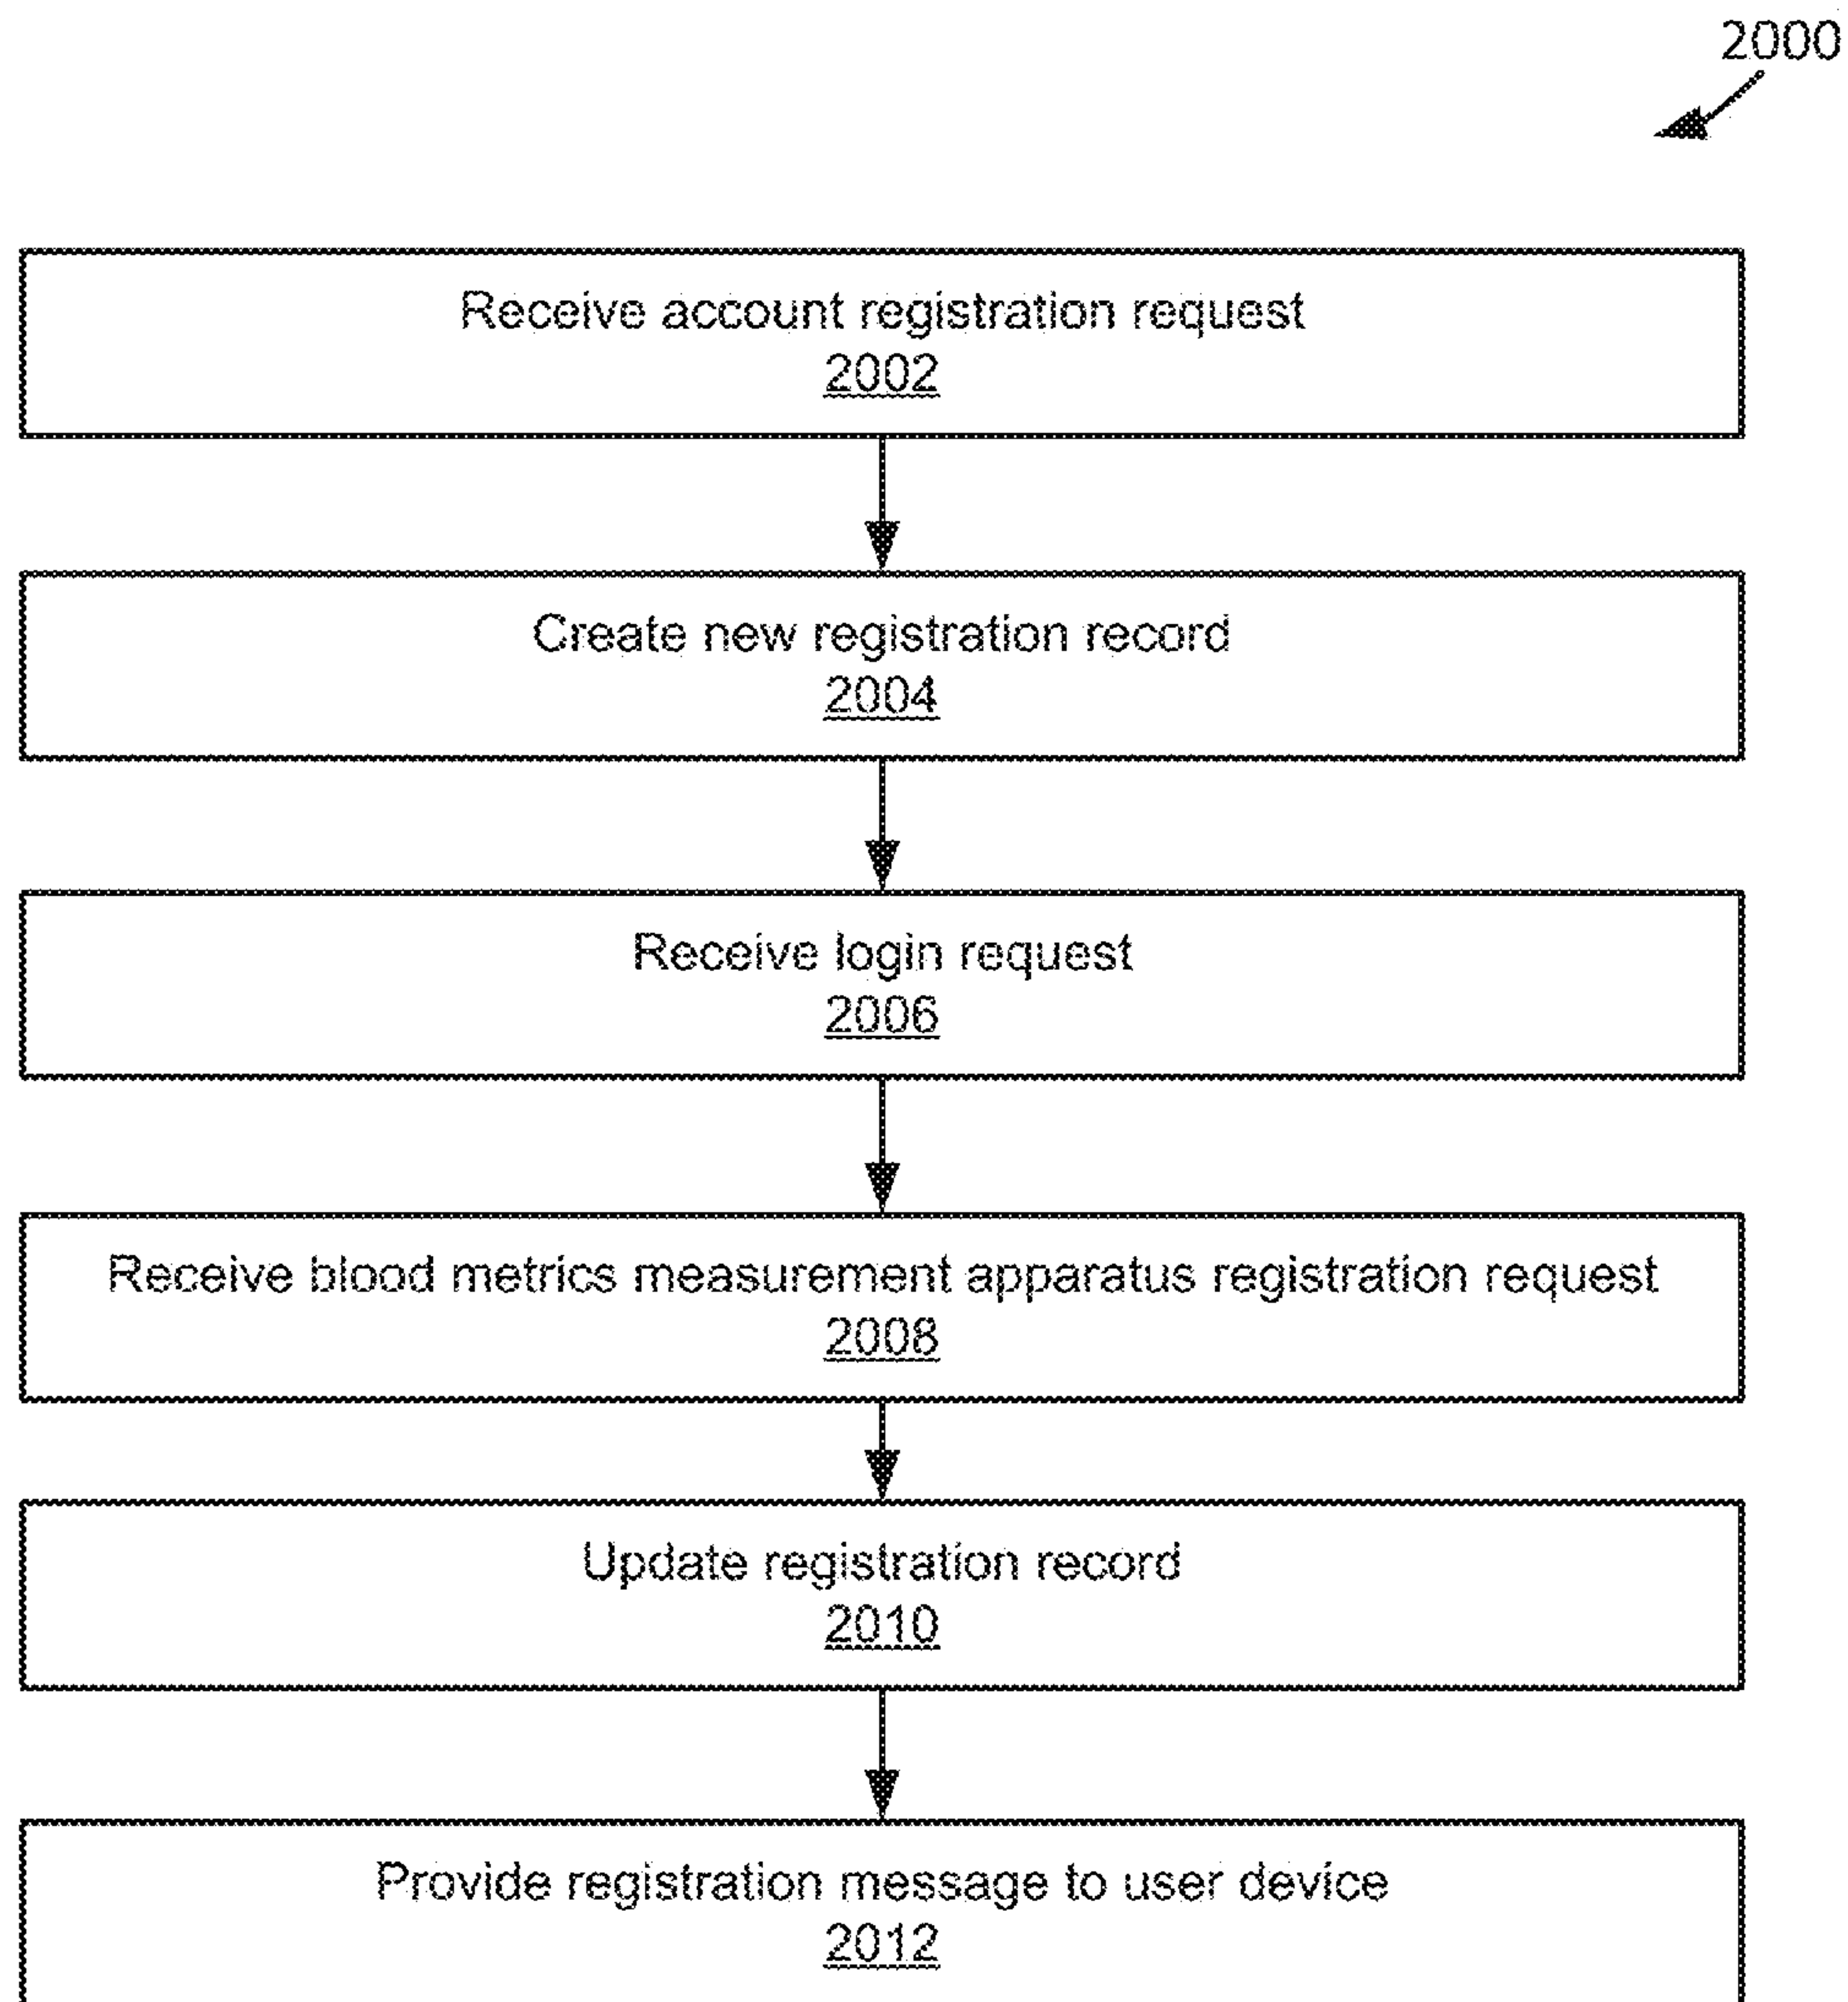 2000
Receive account registration request
2002
Create new registration record
2004
Receive login request
2006
Receive blood metrics measurement apparatus registration request
2008
Update registration record
2010
Provide registration message to user device
2012